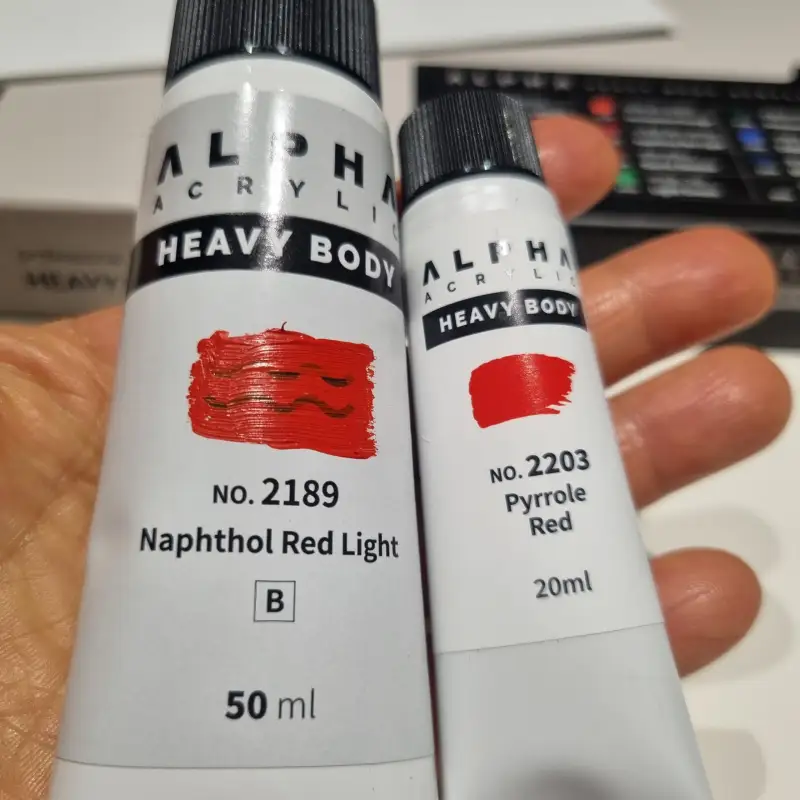 ALPHA
ACRYLIC
HEAVY BODY
NO. 2189
Naphthol Red Light
B
50 ml
ALPHA
ACRYLIC
HEAVY BODY
NO. 2203
Pyrrole
Red
20ml